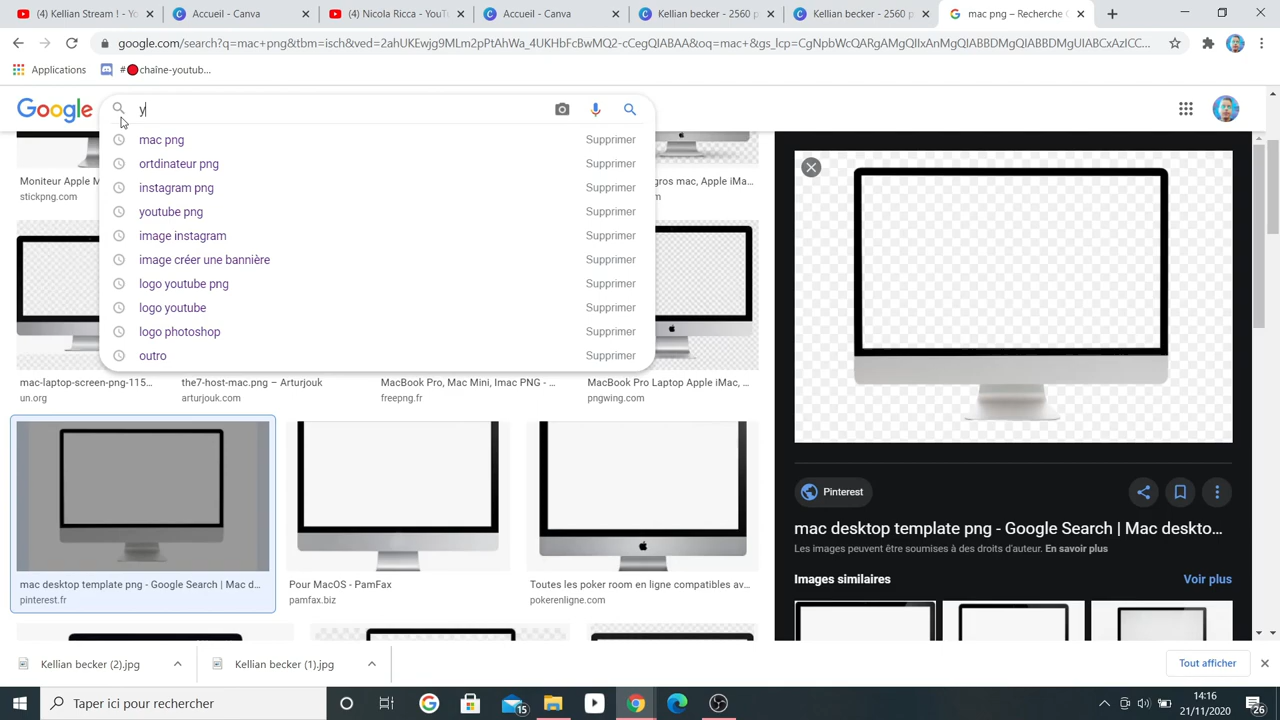 (1) YouTube
Accueil - Canva
(4) Nicola Ricca - YouT
Accueil – Canva
Kellian becker - 2560 p
Kellian becker - 2560 p
mac png – Recherche G
google.com/search?q=mac+png&tbm=isch&ved=2ahUKEwjg9MLm2pPtAhWa_4UKHbFcBwMQ2-cCegQIABAA&oq=mac+&gs_lcp=CgNpbWcQARgAMgQIIxAnMgQIABBDMgQIABBDMgUIABCxAzICC...
Applications
#🔴chaîne-youtub...
Google
y
mac png Supprimer
ortdinateur png Supprimer
instagram png Supprimer
youtube png Supprimer
image instagram Supprimer
image créer une bannière Supprimer
logo youtube png Supprimer
logo youtube Supprimer
logo photoshop Supprimer
outro Supprimer
Moniteur Apple M
gros mac, Apple iMa...
stickpng.com
mac-laptop-screen-png-115...
the7-host-mac.png – Arturjouk
MacBook Pro, Mac Mini, Imac PNG - ...
MacBook Pro Laptop Apple iMac, ...
un.org
arturjouk.com
freepng.fr
pngwing.com
mac desktop template png - Google Search | Mac d...
Pour MacOS - PamFax
Toutes les poker room en ligne compatibles av...
pinterest.fr
pamfax.biz
pokerenligne.com
Pinterest
mac desktop template png - Google Search | Mac deskto...
Les images peuvent être soumises à des droits d'auteur. En savoir plus
Images similaires
Voir plus
Kellian becker (2).jpg
Kellian becker (1).jpg
Tout afficher
Taper ici pour rechercher
15
14:16
21/11/2020
26